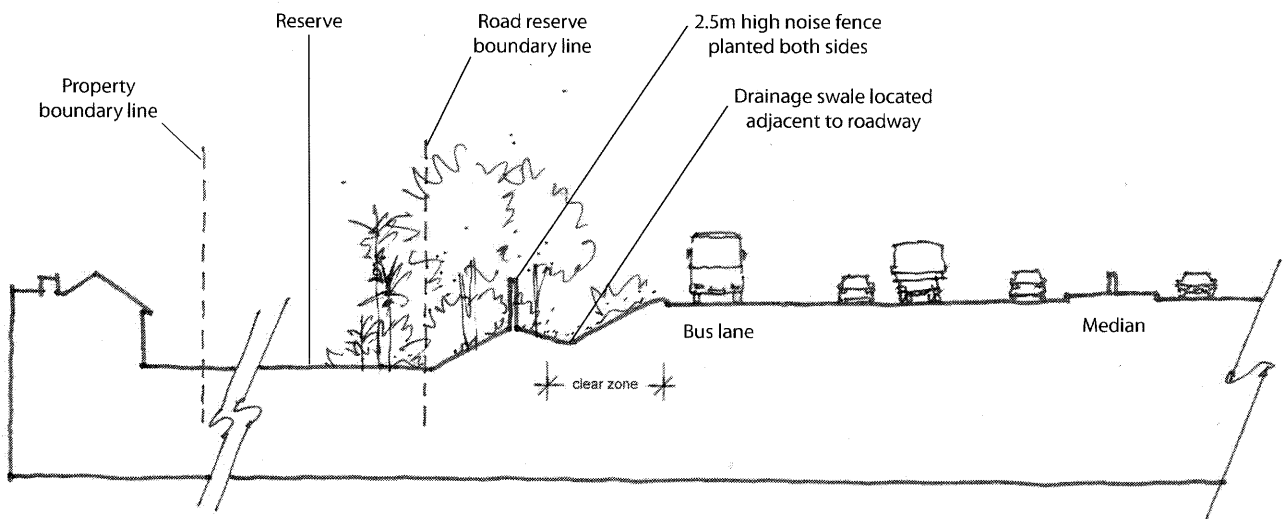 Reserve
Road reserve
boundary line
2.5m high noise fence
planted both sides
Property
boundary line
Drainage swale located
adjacent to roadway
Bus lane
Median
clear zone